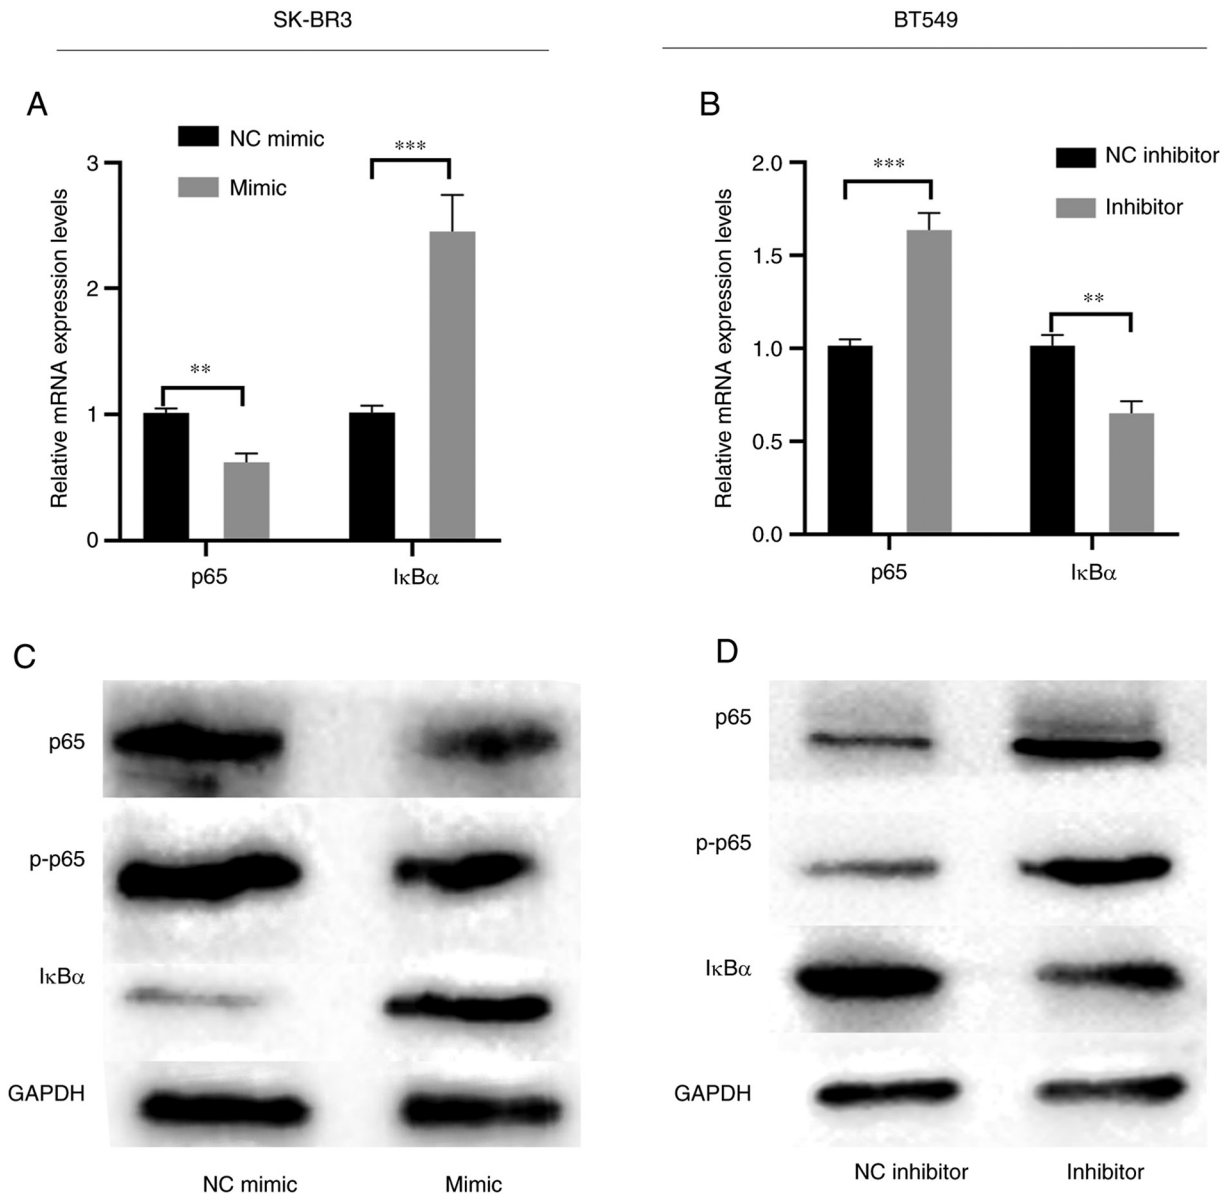 SK-BR3
BT549
A
NC mimic
Mimic
Relative mRNA expression levels
3
2
1
0
**
***
p65
IκBα
B
NC inhibitor
Inhibitor
Relative mRNA expression levels
2.0
1.5
1.0
0.5
0.0
***
**
p65
IκBα
C
p65
p-p65
IκBα
GAPDH
NC mimic
Mimic
D
p65
p-p65
IκBα
GAPDH
NC inhibitor
Inhibitor